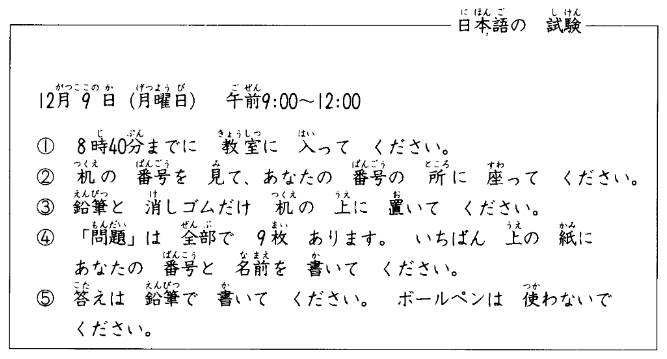 日本語の 試験
12月 9日 (月曜日) 午前9:00～12:00
① 8時40分までに 教室に 入って ください。
② 机の 番号を 見て、あなたの 番号の 所に 座って ください。
③ 鉛筆と 消しゴムだけ 机の 上に 置いて ください。
④ 「問題」は 全部で 9枚 あります。 いちばん 上の 紙に
あなたの 番号と 名前を 書いて ください。
⑤ 答えは 鉛筆で 書いて ください。 ボールペンは 使わないで
ください。